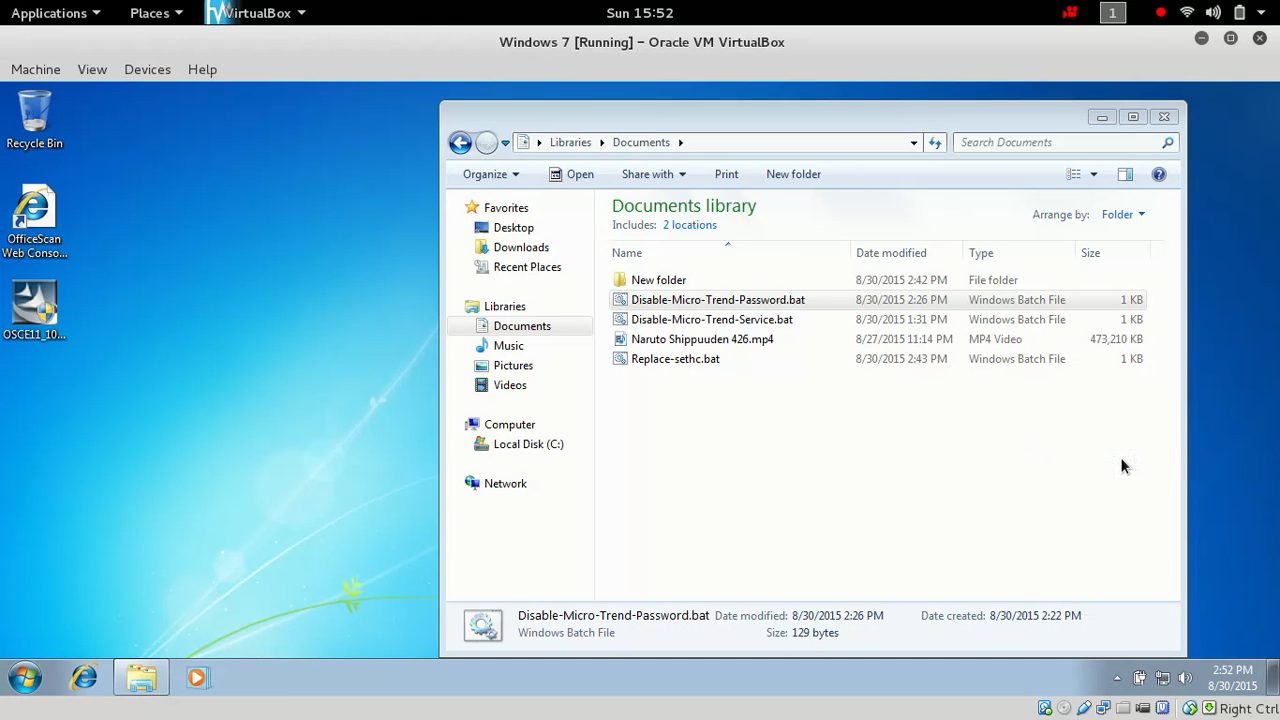 Applications Places VirtualBox Sun 15:52 1
Windows 7 [Running] – Oracle VM VirtualBox
Machine View Devices Help
Recycle Bin
OfficeScan
Web Conso...
OSCE11_10...
Libraries Documents Search Documents
Organize Open Share with Print New folder
Favorites
Desktop
Downloads
Recent Places
Libraries
Documents
Music
Pictures
Videos
Computer
Local Disk (C:)
Network
Documents library
Includes: 2 locations
Arrange by: Folder
Name Date modified Type Size
New folder 8/30/2015 2:42 PM File folder
Disable-Micro-Trend-Password.bat 8/30/2015 2:26 PM Windows Batch File 1 KB
Disable-Micro-Trend-Service.bat 8/30/2015 1:31 PM Windows Batch File 1 KB
Naruto Shippuuden 426.mp4 8/27/2015 11:14 PM MP4 Video 473,210 KB
Replace-sethc.bat 8/30/2015 2:43 PM Windows Batch File 1 KB
Disable-Micro-Trend-Password.bat Date modified: 8/30/2015 2:26 PM Date created: 8/30/2015 2:22 PM
Windows Batch File Size: 129 bytes
2:52 PM
8/30/2015
Right Ctrl